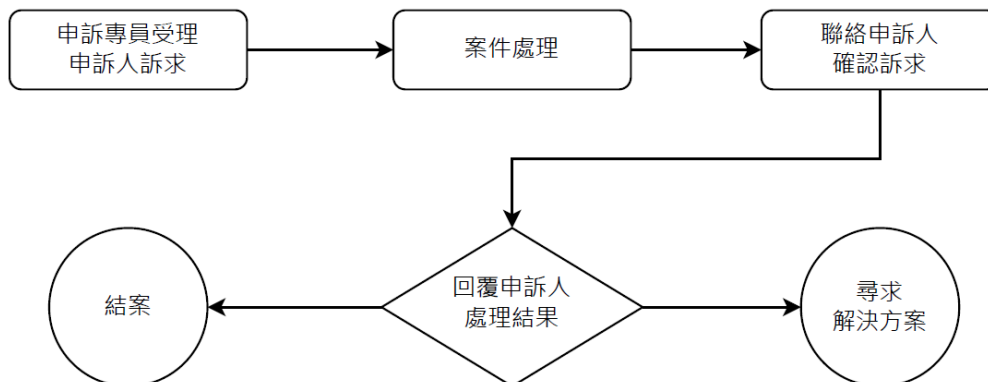 申訴專員受理
申訴人訴求
案件處理
聯絡申訴人
確認訴求
回覆申訴人
處理結果
結案
尋求
解決方案